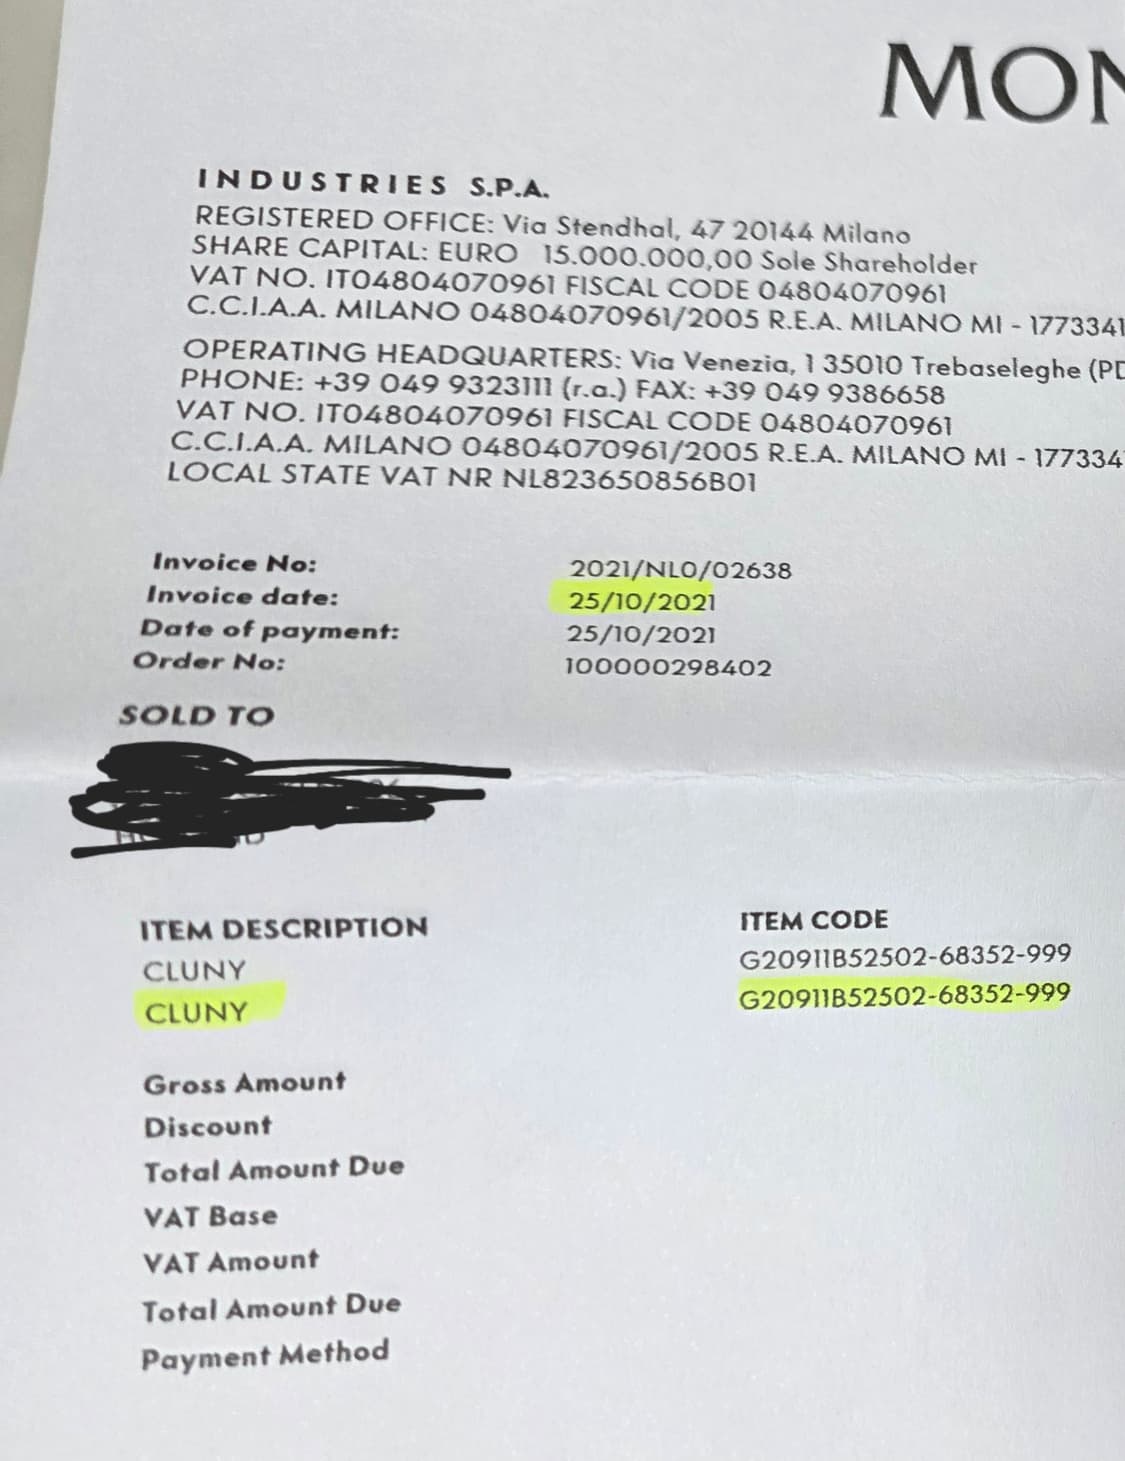 MON
INDUSTRIES S.P.A.
REGISTERED OFFICE: Via Stendhal, 47 20144 Milano
SHARE CAPITAL: EURO 15.000.000,00 Sole Shareholder
VAT NO. IT04804070961 FISCAL CODE 04804070961
C.C.I.A.A. MILANO 04804070961/2005 R.E.A. MILANO MI - 1773341
OPERATING HEADQUARTERS: Via Venezia, 1 35010 Trebaseleghe (PD
PHONE: +39 049 9323111 (r.a.) FAX: +39 049 9386658
VAT NO. IT04804070961 FISCAL CODE 04804070961
C.C.I.A.A. MILANO 04804070961/2005 R.E.A. MILANO MI - 177334
LOCAL STATE VAT NR NL823650856B01
Invoice No: 2021/NL0/02638
Invoice date: 25/10/2021
Date of payment: 25/10/2021
Order No: 100000298402
SOLD TO
ITEM DESCRIPTION ITEM CODE
CLUNY G20911B52502-68352-999
CLUNY G20911B52502-68352-999
Gross Amount
Discount
Total Amount Due
VAT Base
VAT Amount
Total Amount Due
Payment Method